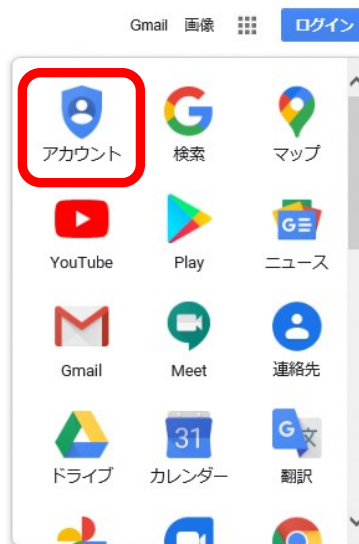 Gmail 画像 ログイン
アカウント 検索 マップ
G≡
YouTube Play ニュース
Gmail Meet 連絡先
31 G 文
ドライブ カレンダー 翻訳